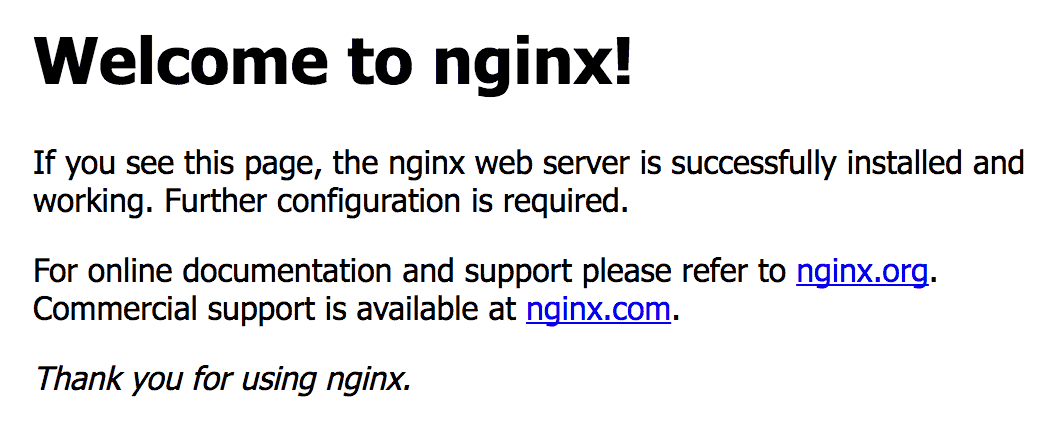 Welcome to nginx!
If you see this page, the nginx web server is successfully installed and
working. Further configuration is required.
For online documentation and support please refer to nginx.org.
Commercial support is available at nginx.com.
Thank you for using nginx.